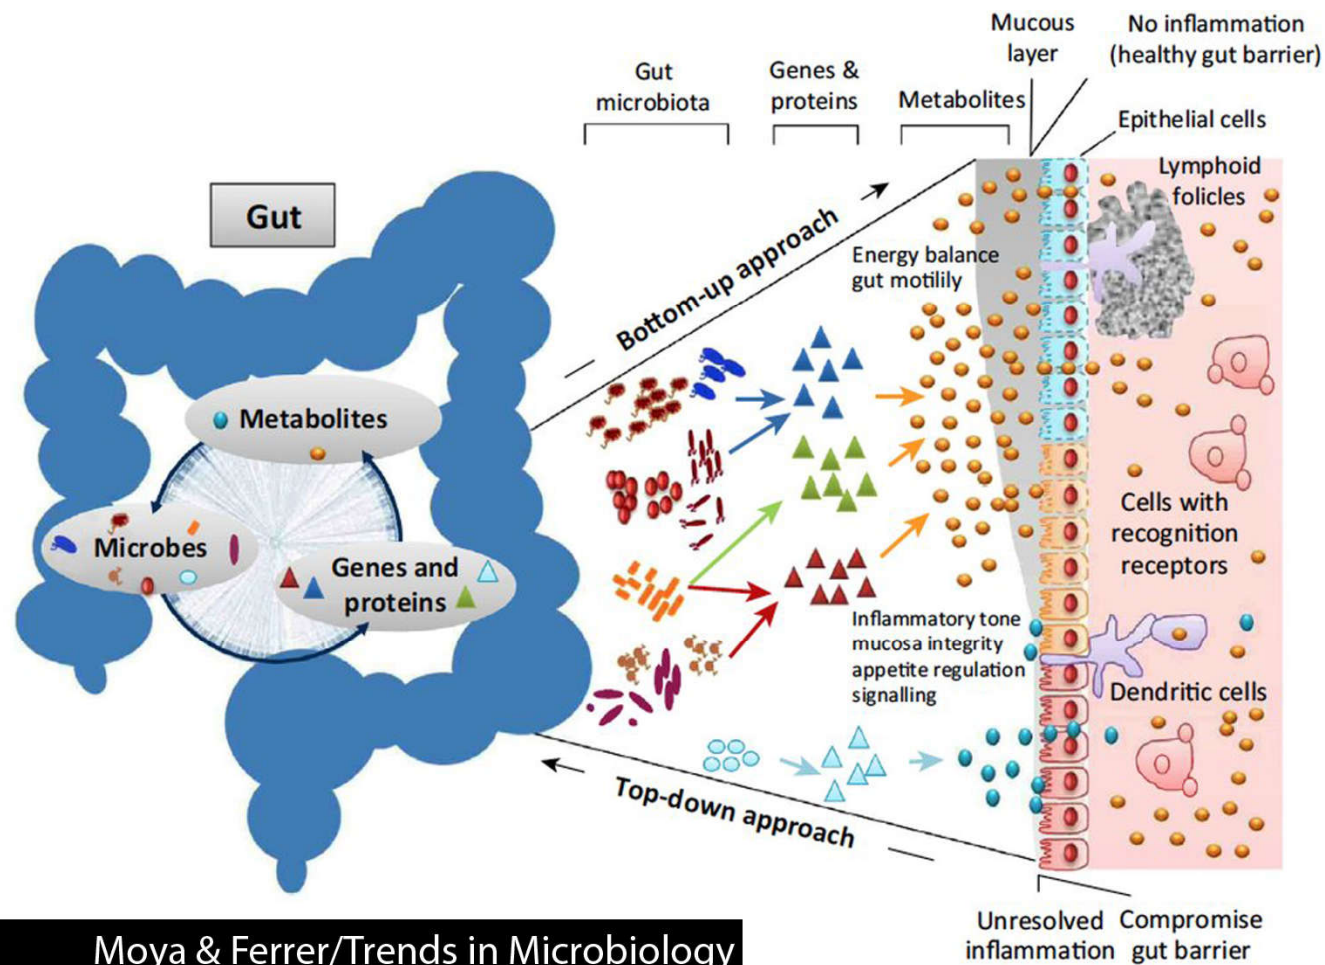 Gut
Metabolites
Microbes
Genes and
proteins
Gut
microbiota
Genes &
proteins
Metabolites
Mucous
layer
No inflammation
(healthy gut barrier)
Epithelial cells
Lymphoid
folicles
Bottom-up approach
Energy balance
gut motilily
Cells with
recognition
receptors
Inflammatory tone
mucosa integrity
appetite regulation
signalling
Dendritic cells
Top-down approach
Unresolved
inflammation
Compromise
gut barrier
Moya & Ferrer/Trends in Microbiology